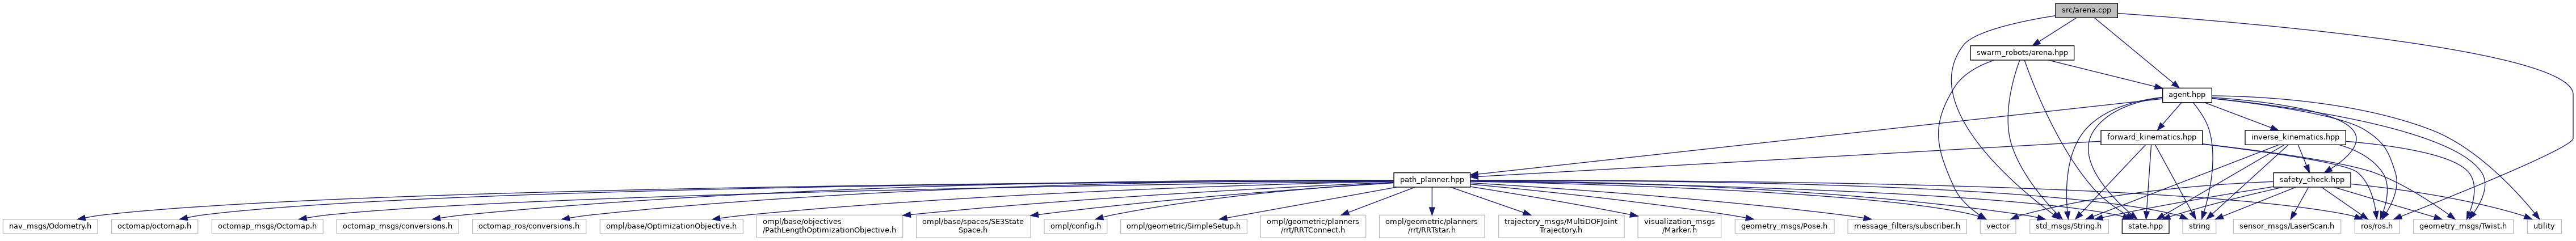 src/arena.cpp
swarm_robots/arena.hpp
agent.hpp
forward_kinematics.hpp
inverse_kinematics.hpp
path_planner.hpp
safety_check.hpp
nav_msgs/Odometry.h
octomap/octomap.h
octomap_msgs/Octomap.h
octomap_msgs/conversions.h
octomap_ros/conversions.h
ompl/base/OptimizationObjective.h
ompl/base/objectives
/PathLengthOptimizationObjective.h
ompl/base/spaces/SE3State
Space.h
ompl/config.h
ompl/geometric/SimpleSetup.h
ompl/geometric/planners
/rrt/RRTConnect.h
ompl/geometric/planners
/rrt/RRTstar.h
trajectory_msgs/MultiDOFJoint
Trajectory.h
visualization_msgs
/Marker.h
geometry_msgs/Pose.h
message_filters/subscriber.h
vector
std_msgs/String.h
state.hpp
string
sensor_msgs/LaserScan.h
ros/ros.h
geometry_msgs/Twist.h
utility